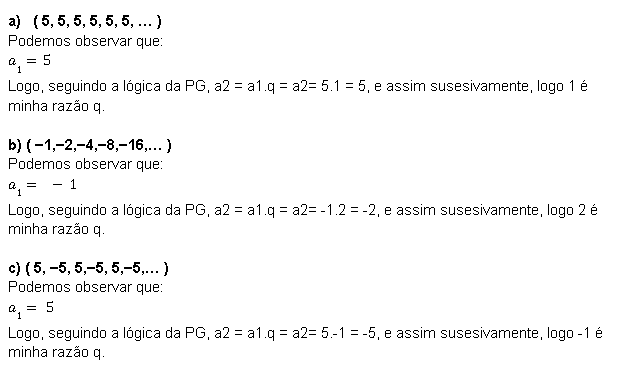 a)   ( 5, 5, 5, 5, 5, 5, … )
Podemos observar que:
a₁ = 5
Logo, seguindo a lógica da PG, a2 = a1.q = a2= 5.1 = 5, e assim susesivamente, logo 1 é
minha razão q.
b) ( –1,–2,–4,–8,–16,… )
Podemos observar que:
a₁ =  − 1
Logo, seguindo a lógica da PG, a2 = a1.q = a2= -1.2 = -2, e assim susesivamente, logo 2 é
minha razão q.
c) ( 5, –5, 5,–5, 5,–5,… )
Podemos observar que:
a₁ = 5
Logo, seguindo a lógica da PG, a2 = a1.q = a2= 5.-1 = -5, e assim susesivamente, logo -1 é
minha razão q.